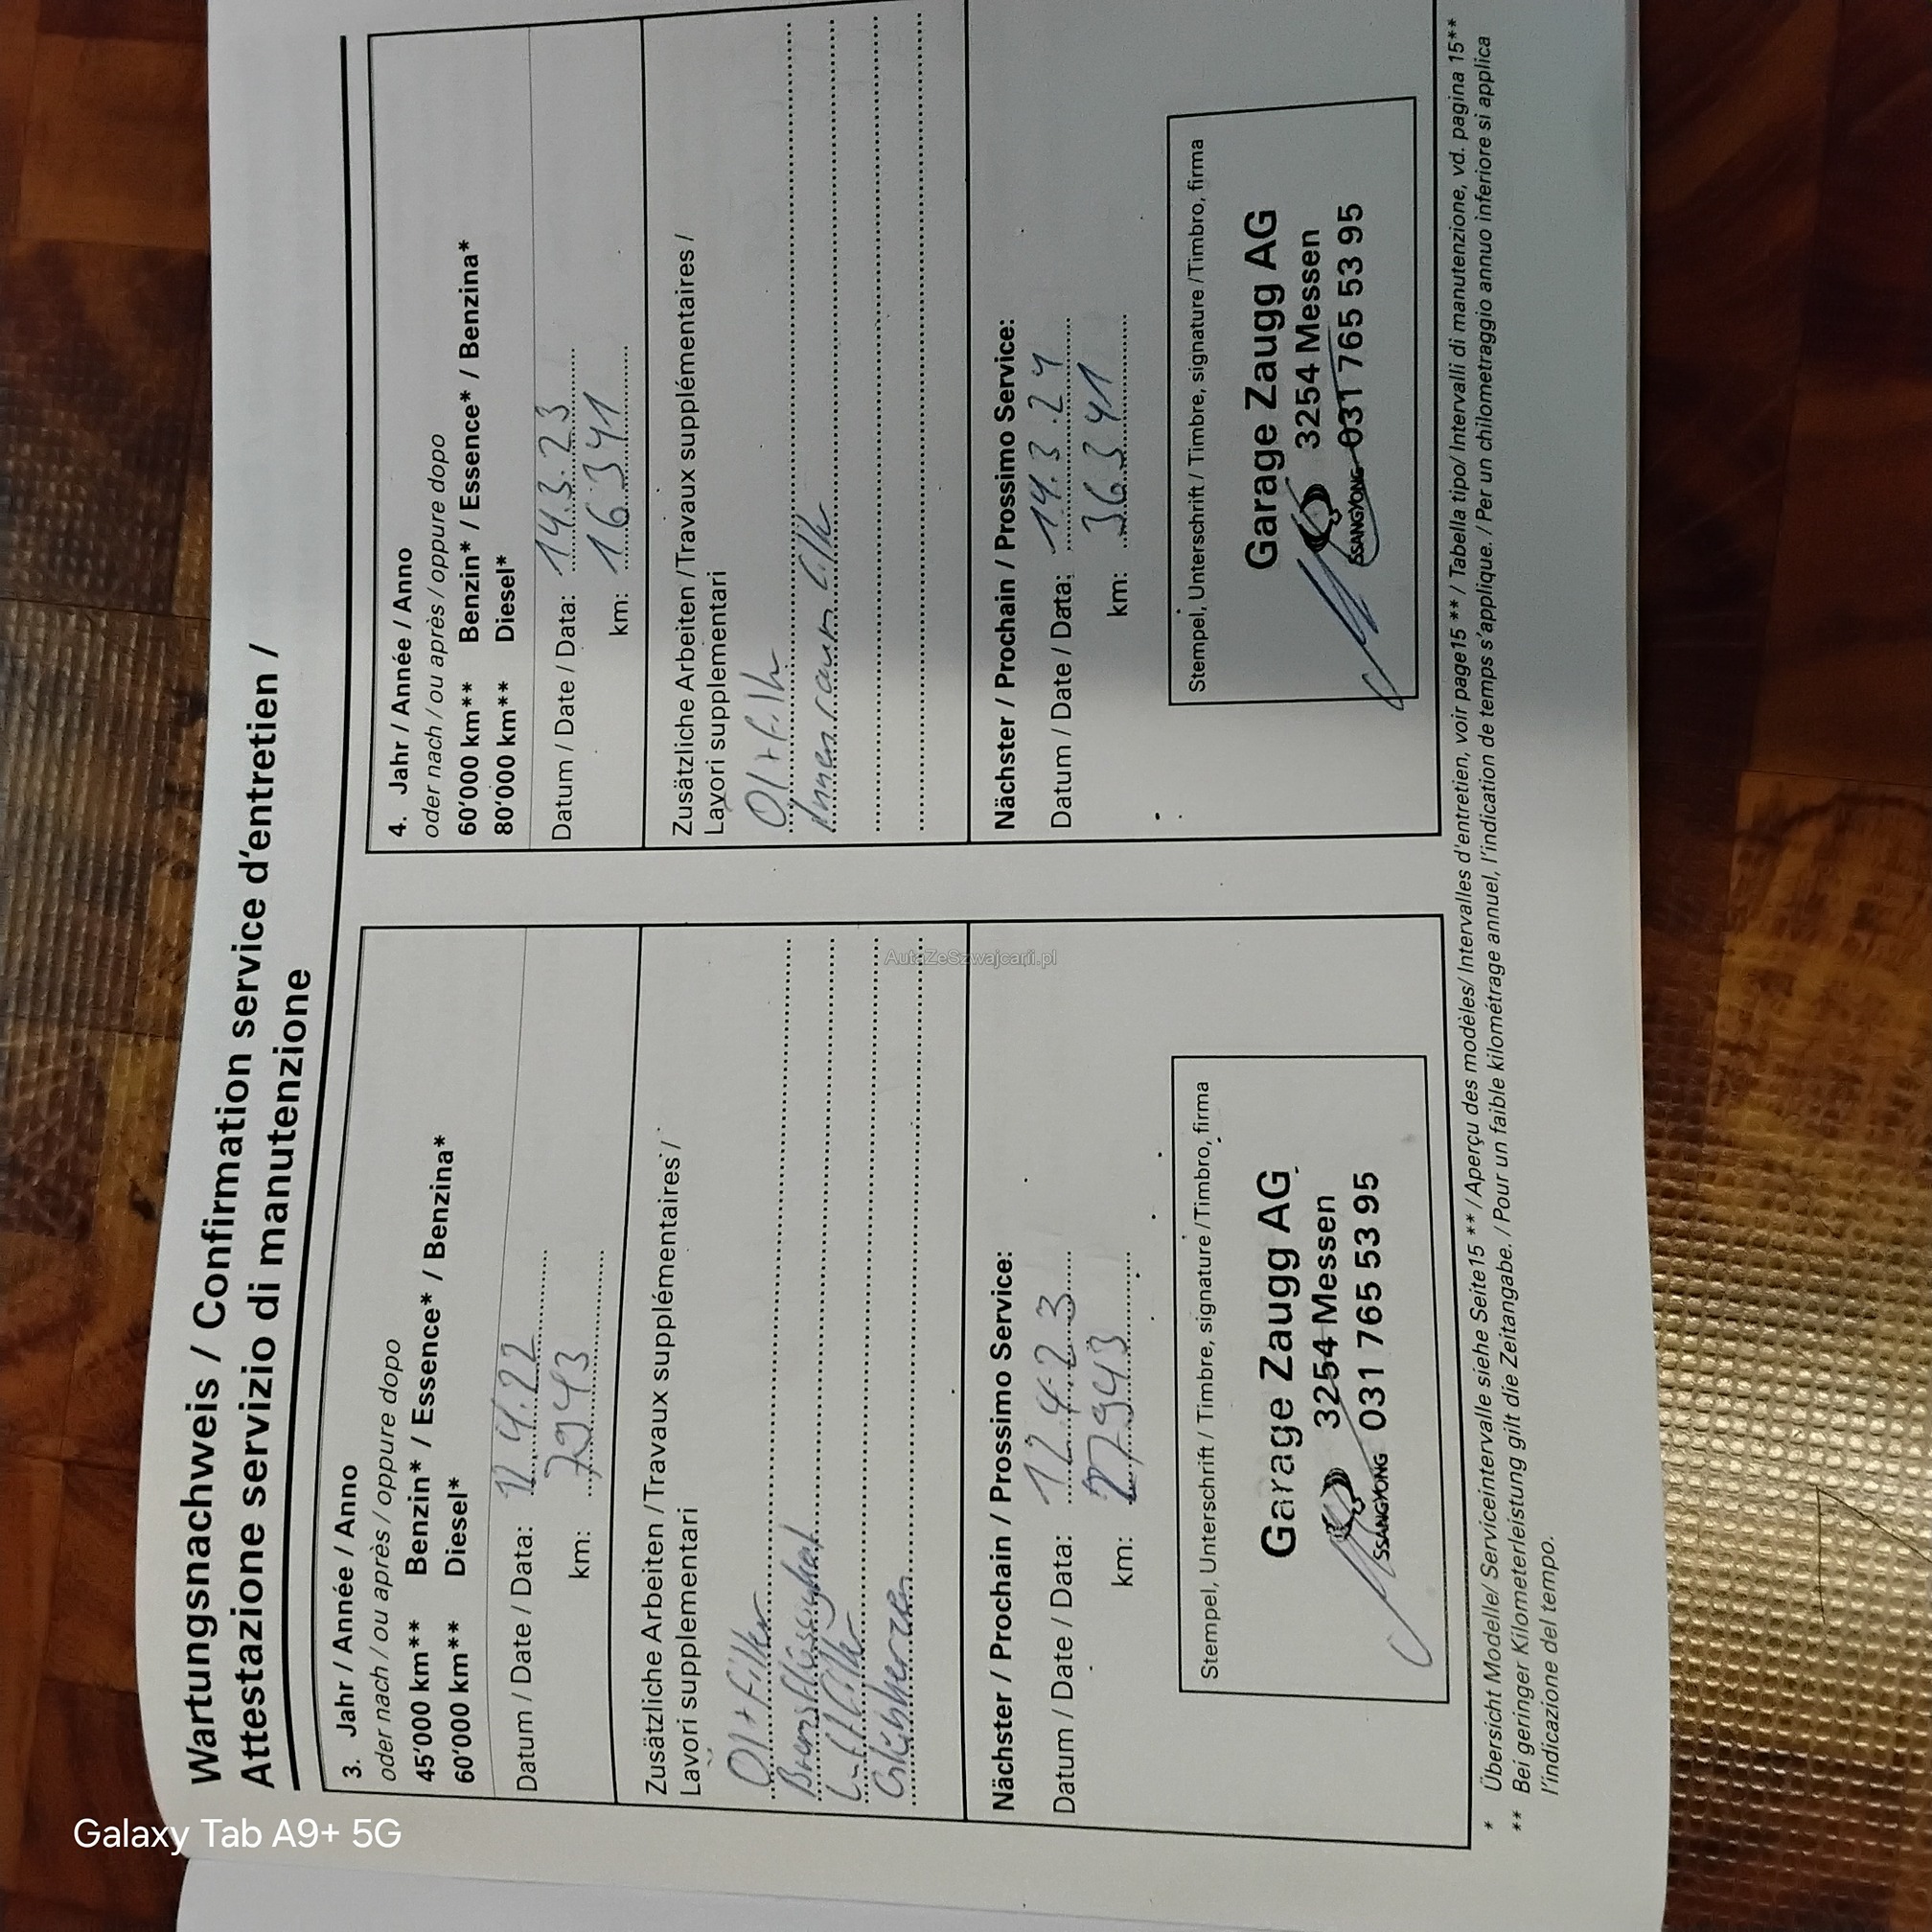 Wartungsnachweis / Confirmation service d'entretien /
Attestazione servizio di manutenzione
3. Jahr / Année / Anno
oder nach / ou après / oppure dopo
45'000 km** Benzin* / Essence* / Benzina*
60'000 km** Diesel*
Datum / Date / Data: 12.4.22
km: 7943
Zusätzliche Arbeiten / Travaux supplémentaires /
Lavori supplementari
Öl + Filter
Bremsflüssigkeit
Luftfilter
Glühkerzen
Nächster / Prochain / Prossimo Service:
Datum / Date / Data: 12.4.23
km: 27943
Stempel, Unterschrift / Timbre, signature / Timbro, firma
Garage Zaugg AG
3254 Messen
SSANGYONG 031 765 53 95
4. Jahr / Année / Anno
oder nach / ou après / oppure dopo
60'000 km** Benzin* / Essence* / Benzina*
80'000 km** Diesel*
Datum / Date / Data: 14.3.23
km: 16341
Zusätzliche Arbeiten / Travaux supplémentaires /
Lavori supplementari
Öl + Filter
Innenraum Filter
Nächster / Prochain / Prossimo Service:
Datum / Date / Data: 14.3.24
km: 36341
Stempel, Unterschrift / Timbre, signature / Timbro, firma
Garage Zaugg AG
3254 Messen
SSANGYONG 031 765 53 95
* Übersicht Modelle/ Serviceintervalle siehe Seite15 ** / Aperçu des modèles/ Intervalles d'entretien, voir page15 ** / Tabella tipo/ Intervalli di manutenzione, vd. pagina 15**
** Bei geringer Kilometerleistung gilt die Zeitangabe. / Pour un faible kilométrage annuel, l'indication de temps s'applique. / Per un chilometraggio annuo inferiore si applica
l'indicazione del tempo.
AutaZeSzwajcarii.pl
Galaxy Tab A9+ 5G